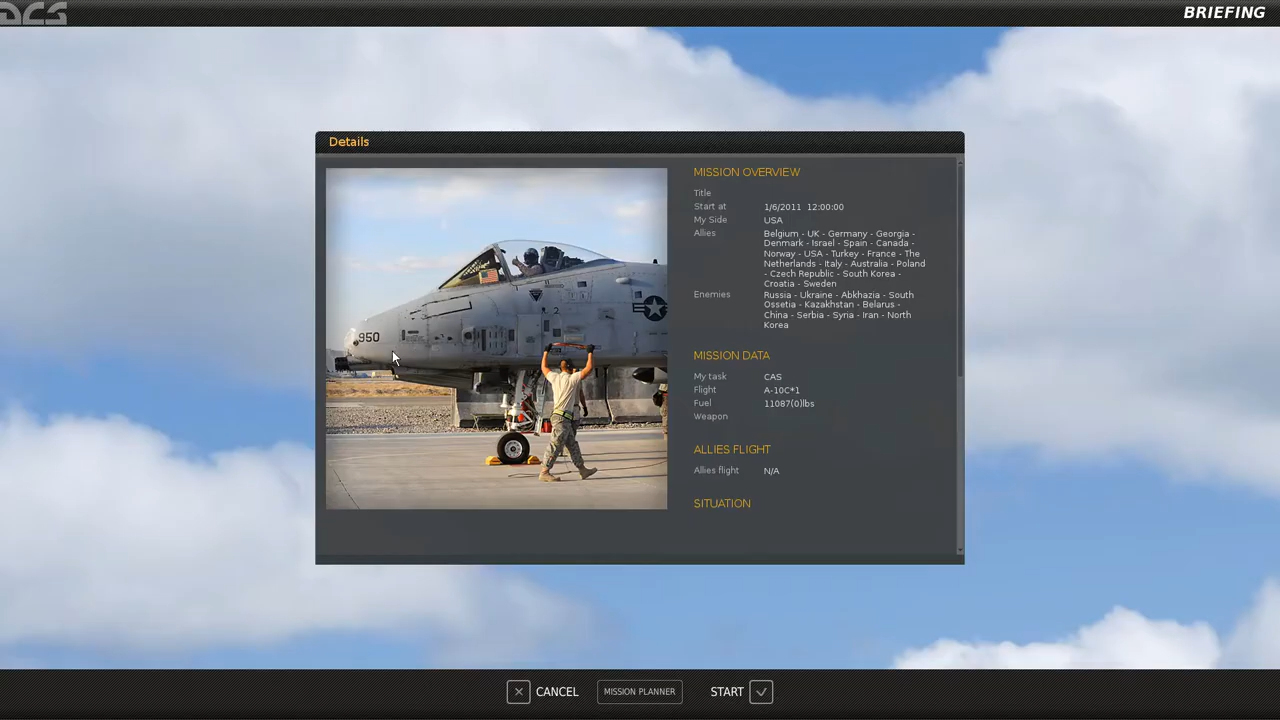 DCS
BRIEFING
Details
MISSION OVERVIEW
Title
Start at 1/6/2011 12:00:00
My Side USA
Allies Belgium - UK - Germany - Georgia -
Denmark - Israel - Spain - Canada -
Norway - USA - Turkey - France - The
Netherlands - Italy - Australia - Poland
- Czech Republic - South Korea -
Croatia - Sweden
Enemies Russia - Ukraine - Abkhazia - South
Ossetia - Kazakhstan - Belarus -
China - Serbia - Syria - Iran - North
Korea
950
MISSION DATA
My task CAS
Flight A-10C*1
Fuel 11087(0)lbs
Weapon
ALLIES FLIGHT
Allies flight N/A
SITUATION
CANCEL
MISSION PLANNER
START